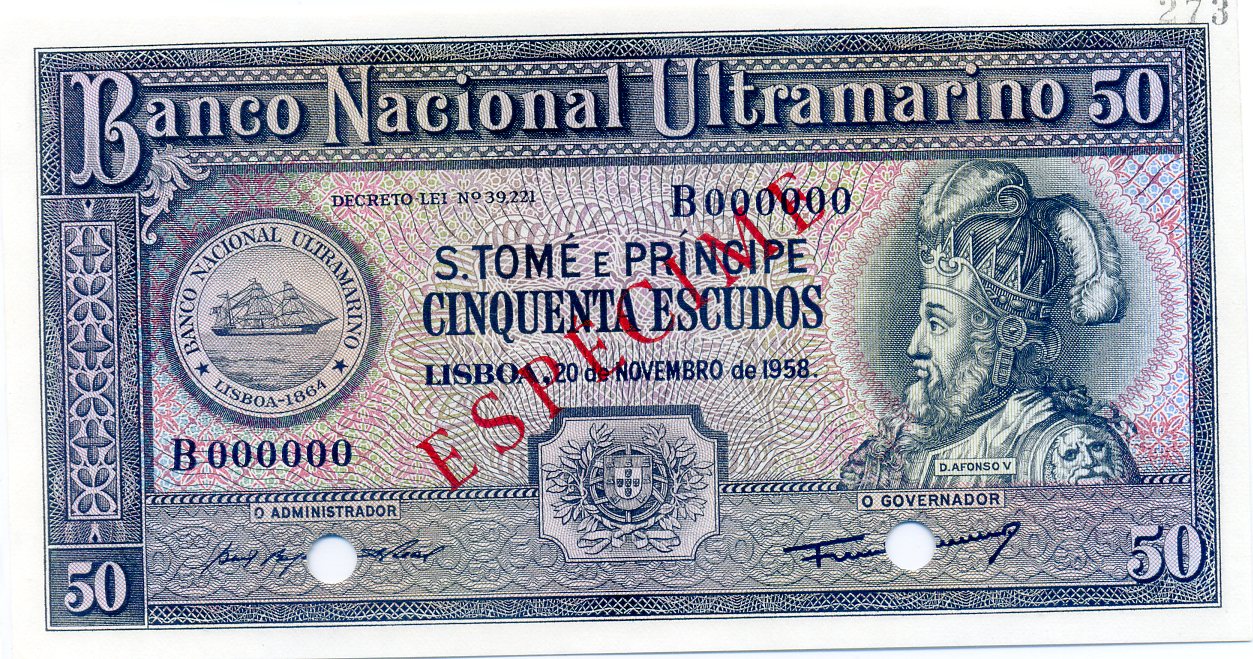 273
Banco Nacional Ultramarino 50
DECRETO LEI Nº 39,221
B000000
BANCO NACIONAL ULTRAMARINO
★ LISBOA-1864 ★
S.TOMÉ E PRÍNCIPE
CINQUENTA ESCUDOS
LISBOA, 20 de NOVEMBRO de 1958.
ESPECIME
B000000
D. AFONSO V
O ADMINISTRADOR
O GOVERNADOR
50
50